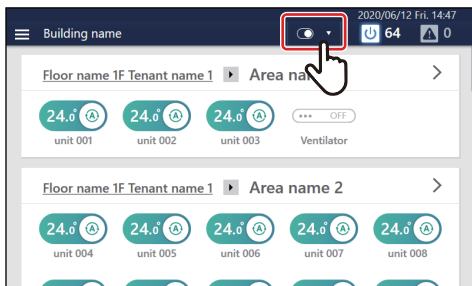 2020/06/12 Fri. 14:47
Building name
64
0
Floor name 1F Tenant name 1 Area nam
24.0° A 24.0° A 24.0° A ••• OFF
unit 001 unit 002 unit 003 Ventilator
Floor name 1F Tenant name 1 Area name 2
24.0° A 24.0° A 24.0° A 24.0° A 24.0° A
unit 004 unit 005 unit 006 unit 007 unit 008